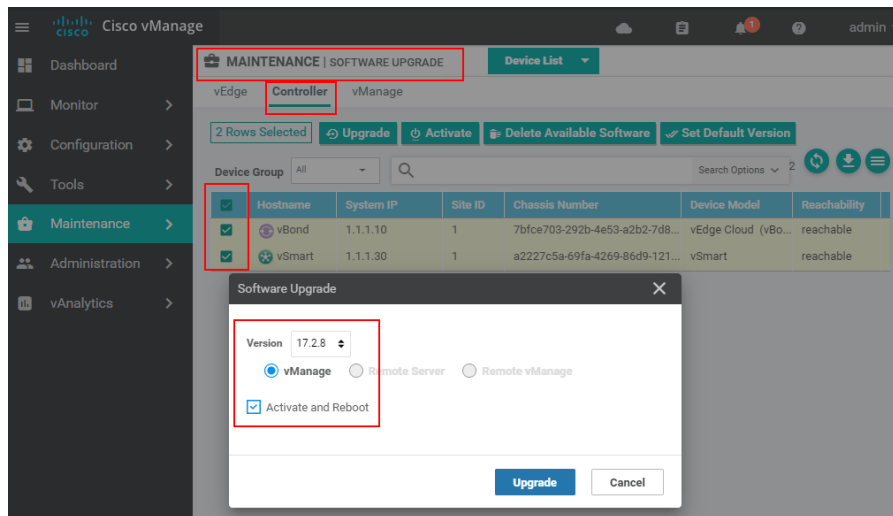 CISCO Cisco vManage 1 admin
Dashboard
Monitor
Configuration
Tools
Maintenance
Administration
vAnalytics
MAINTENANCE | SOFTWARE UPGRADE Device List
vEdge Controller vManage
2 Rows Selected Upgrade Activate Delete Available Software Set Default Version
Device Group All Search Options 2
Hostname System IP Site ID Chassis Number Device Model Reachability
vBond 1.1.1.10 1 7bfce703-292b-4e53-a2b2-7d8... vEdge Cloud (vBo... reachable
vSmart 1.1.1.30 1 a2227c5a-69fa-4269-86d9-121... vSmart reachable
Software Upgrade
Version 17.2.8
vManage Remote Server Remote vManage
Activate and Reboot
Upgrade Cancel